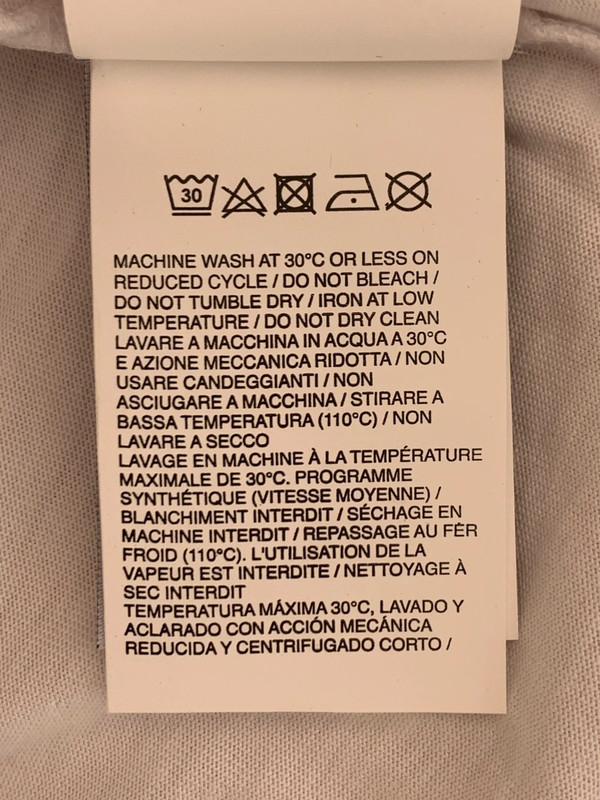 30
MACHINE WASH AT 30°C OR LESS ON
REDUCED CYCLE / DO NOT BLEACH /
DO NOT TUMBLE DRY / IRON AT LOW
TEMPERATURE / DO NOT DRY CLEAN
LAVARE A MACCHINA IN ACQUA A 30°C
E AZIONE MECCANICA RIDOTTA / NON
USARE CANDEGGIANTI / NON
ASCIUGARE A MACCHINA / STIRARE A
BASSA TEMPERATURA (110°C) / NON
LAVARE A SECCO
LAVAGE EN MACHINE À LA TEMPÉRATURE
MAXIMALE DE 30°C. PROGRAMME
SYNTHÉTIQUE (VITESSE MOYENNE) /
BLANCHIMENT INTERDIT / SÉCHAGE EN
MACHINE INTERDIT / REPASSAGE AU FÉR
FROID (110°C). L'UTILISATION DE LA
VAPEUR EST INTERDITE / NETTOYAGE À
SEC INTERDIT
TEMPERATURA MÁXIMA 30°C, LAVADO Y
ACLARADO CON ACCIÓN MECÁNICA
REDUCIDA Y CENTRIFUGADO CORTO /